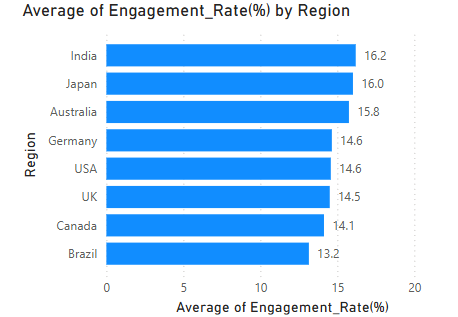 Average of Engagement_Rate(%) by Region
India 16.2
Japan 16.0
Australia 15.8
Germany 14.6
USA 14.6
UK 14.5
Canada 14.1
Brazil 13.2
Region
0 5 10 15 20
Average of Engagement_Rate(%)